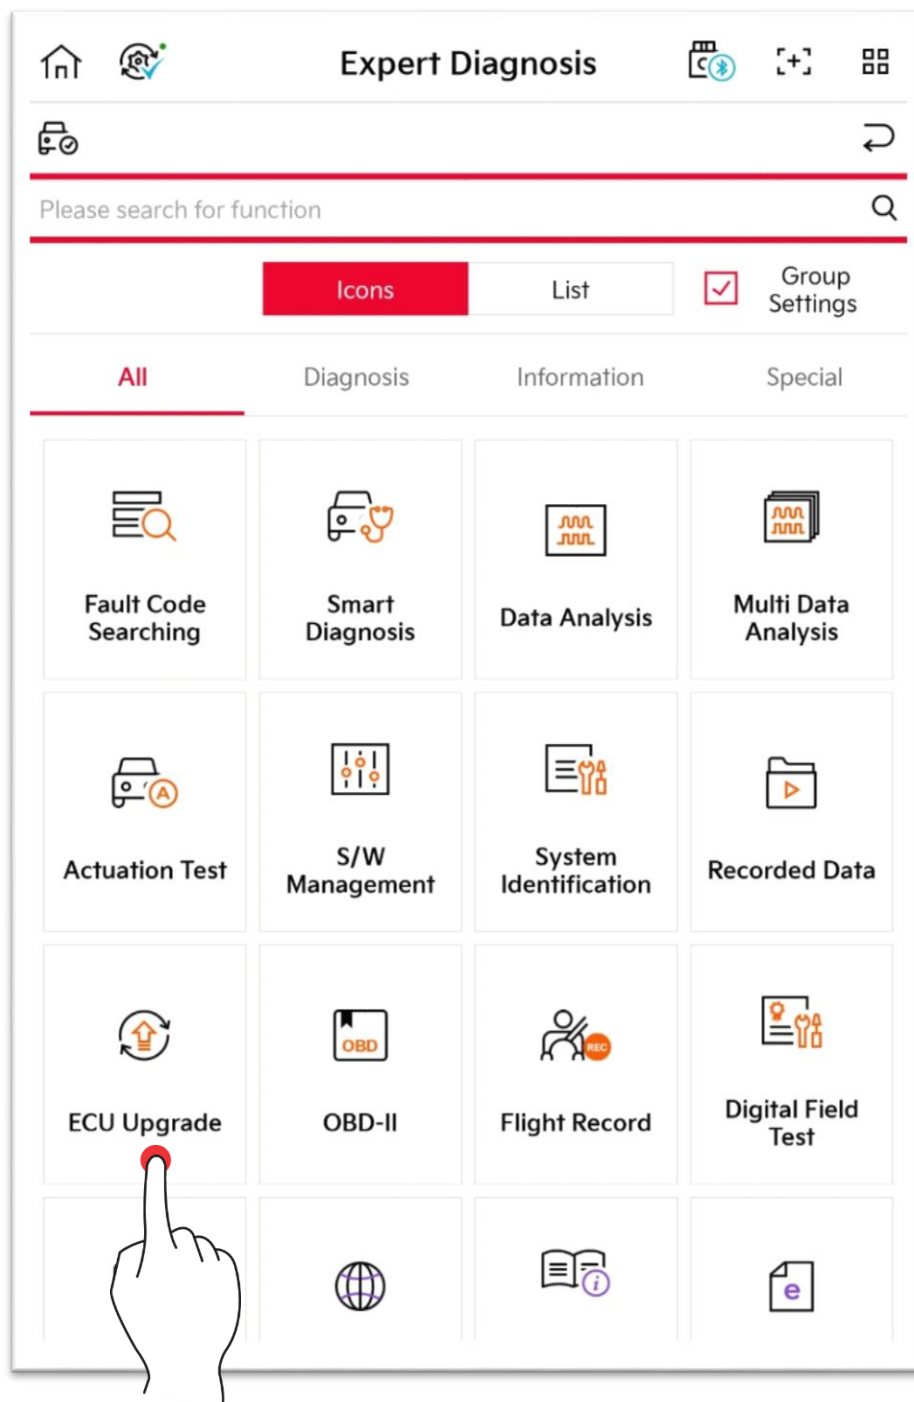 Expert Diagnosis
Please search for function
Icons
List
Group
Settings
All
Diagnosis
Information
Special
Fault Code
Searching
Smart
Diagnosis
Data Analysis
Multi Data
Analysis
Actuation Test
S/W
Management
System
Identification
Recorded Data
A
OBD
REC
ECU Upgrade
OBD-II
Flight Record
Digital Field
Test
i
e